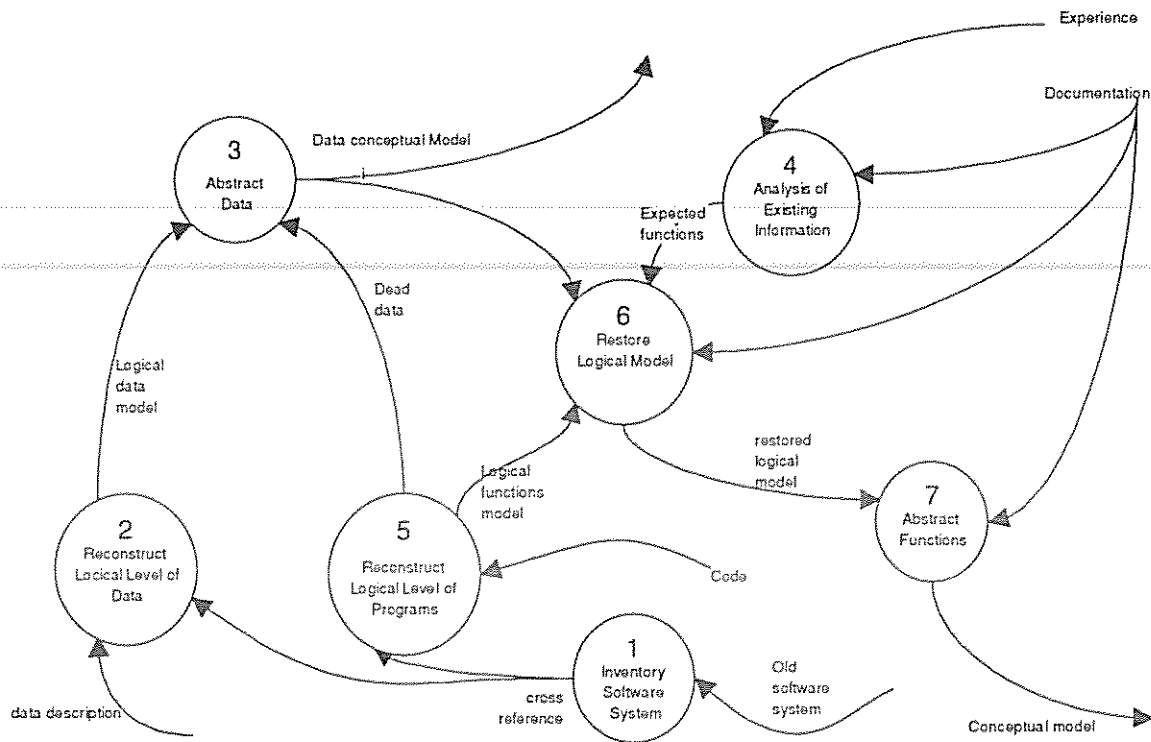 Experience
Documentation
3
Abstract
Data
Data conceptual Model
4
Analysis of
Existing
Information
Expected
functions
Dead
data
6
Restore
Logical Model
Logical
data
model
restored
logical
model
Logical
functions
model
7
Abstract
Functions
2
Reconstruct
Logical Level of
Data
5
Reconstruct
Logical Level of
Programs
Code
1
Inventory
Software
System
Old
software
system
cross
reference
data description
Conceptual model